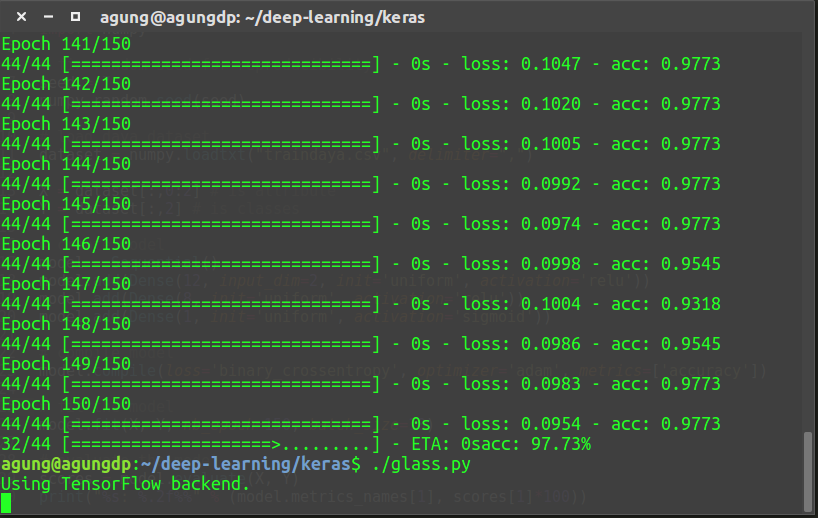 agung@agungdp: ~/deep-learning/keras
Epoch 141/150
44/44 [==============================] - 0s - loss: 0.1047 - acc: 0.9773
Epoch 142/150
44/44 [==============================] - 0s - loss: 0.1020 - acc: 0.9773
Epoch 143/150
44/44 [==============================] - 0s - loss: 0.1005 - acc: 0.9773
Epoch 144/150
44/44 [==============================] - 0s - loss: 0.0992 - acc: 0.9773
Epoch 145/150
44/44 [==============================] - 0s - loss: 0.0974 - acc: 0.9773
Epoch 146/150
44/44 [==============================] - 0s - loss: 0.0998 - acc: 0.9545
Epoch 147/150
44/44 [==============================] - 0s - loss: 0.1004 - acc: 0.9318
Epoch 148/150
44/44 [==============================] - 0s - loss: 0.0986 - acc: 0.9545
Epoch 149/150
44/44 [==============================] - 0s - loss: 0.0983 - acc: 0.9773
Epoch 150/150
44/44 [==============================] - 0s - loss: 0.0954 - acc: 0.9773
32/44 [====================>.........] - ETA: 0sacc: 97.73%
agung@agungdp:~/deep-learning/keras$ ./glass.py
Using TensorFlow backend.
print( (model.metrics_names[1], scores[1]*100))